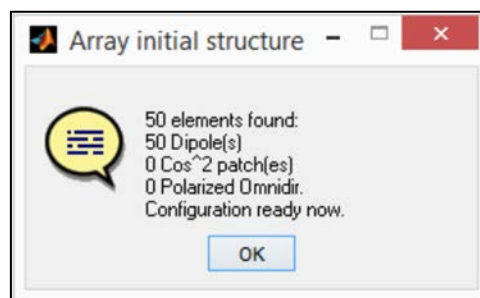 Array initial structure
50 elements found:
50 Dipole(s)
0 Cos^2 patch(es)
0 Polarized Omnidir.
Configuration ready now.
OK